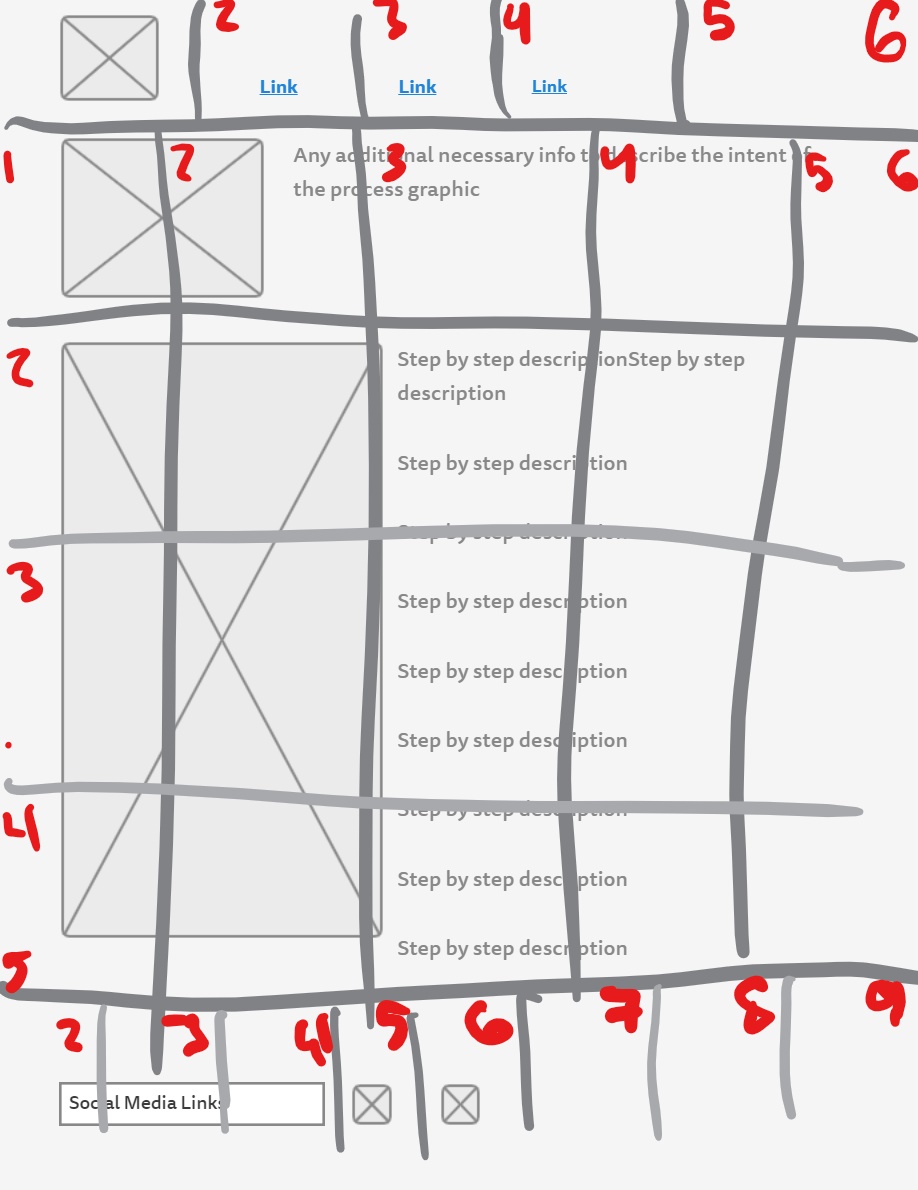 2 3 4 5 6
Link Link Link
1 2 3 4 5 6
Any additional necessary info to describe the intent of
the process graphic
2
Step by step descriptionStep by step
description
Step by step description
Step by step description
3
Step by step description
Step by step description
Step by step description
4
Step by step description
Step by step description
Step by step description
5
2 3 4 5 6 7 8 9
Social Media Links